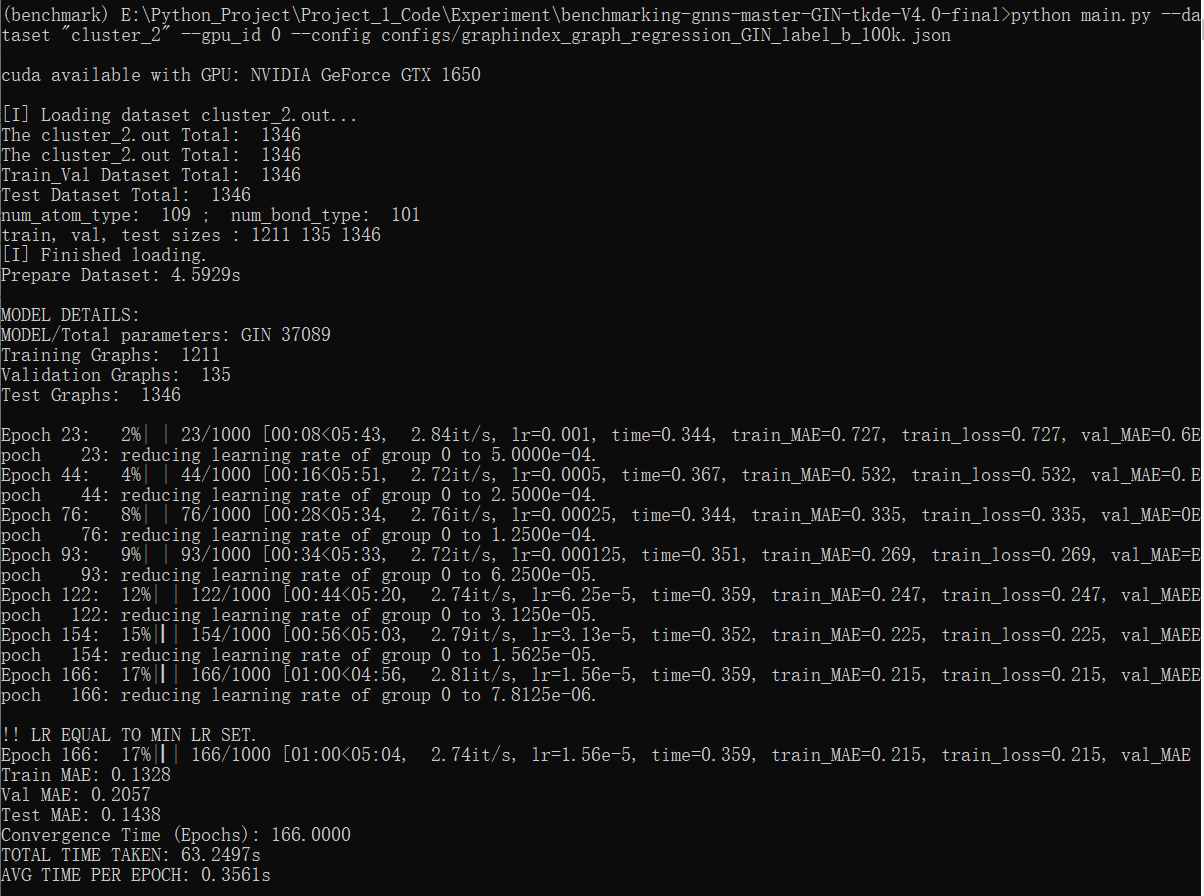 (benchmark) E:\Python_Project\Project_1_Code\Experiment\benchmarking-gnns-master-GIN-tkde-V4.0-final>python main.py --da
taset "cluster_2" --gpu_id 0 --config configs/graphindex_graph_regression_GIN_label_b_100k.json
cuda available with GPU: NVIDIA GeForce GTX 1650
[I] Loading dataset cluster_2.out...
The cluster_2.out Total:  1346
The cluster_2.out Total:  1346
Train_Val Dataset Total:  1346
Test Dataset Total:  1346
num_atom_type:  109 ;  num_bond_type:  101
train, val, test sizes : 1211 135 1346
[I] Finished loading.
Prepare Dataset: 4.5929s
MODEL DETAILS:
MODEL/Total parameters: GIN 37089
Training Graphs:  1211
Validation Graphs:  135
Test Graphs:  1346
Epoch 23:   2%| | 23/1000 [00:08<05:43,  2.84it/s, lr=0.001, time=0.344, train_MAE=0.727, train_loss=0.727, val_MAE=0.6E
poch    23: reducing learning rate of group 0 to 5.0000e-04.
Epoch 44:   4%| | 44/1000 [00:16<05:51,  2.72it/s, lr=0.0005, time=0.367, train_MAE=0.532, train_loss=0.532, val_MAE=0.E
poch    44: reducing learning rate of group 0 to 2.5000e-04.
Epoch 76:   8%| | 76/1000 [00:28<05:34,  2.76it/s, lr=0.00025, time=0.344, train_MAE=0.335, train_loss=0.335, val_MAE=0E
poch    76: reducing learning rate of group 0 to 1.2500e-04.
Epoch 93:   9%| | 93/1000 [00:34<05:33,  2.72it/s, lr=0.000125, time=0.351, train_MAE=0.269, train_loss=0.269, val_MAE=E
poch    93: reducing learning rate of group 0 to 6.2500e-05.
Epoch 122:  12%| | 122/1000 [00:44<05:20,  2.74it/s, lr=6.25e-5, time=0.359, train_MAE=0.247, train_loss=0.247, val_MAEE
poch   122: reducing learning rate of group 0 to 3.1250e-05.
Epoch 154:  15%|| | 154/1000 [00:56<05:03,  2.79it/s, lr=3.13e-5, time=0.352, train_MAE=0.225, train_loss=0.225, val_MAEE
poch   154: reducing learning rate of group 0 to 1.5625e-05.
Epoch 166:  17%|| | 166/1000 [01:00<04:56,  2.81it/s, lr=1.56e-5, time=0.359, train_MAE=0.215, train_loss=0.215, val_MAEE
poch   166: reducing learning rate of group 0 to 7.8125e-06.
!! LR EQUAL TO MIN LR SET.
Epoch 166:  17%|| | 166/1000 [01:00<05:04,  2.74it/s, lr=1.56e-5, time=0.359, train_MAE=0.215, train_loss=0.215, val_MAE
Train MAE: 0.1328
Val MAE: 0.2057
Test MAE: 0.1438
Convergence Time (Epochs): 166.0000
TOTAL TIME TAKEN: 63.2497s
AVG TIME PER EPOCH: 0.3561s